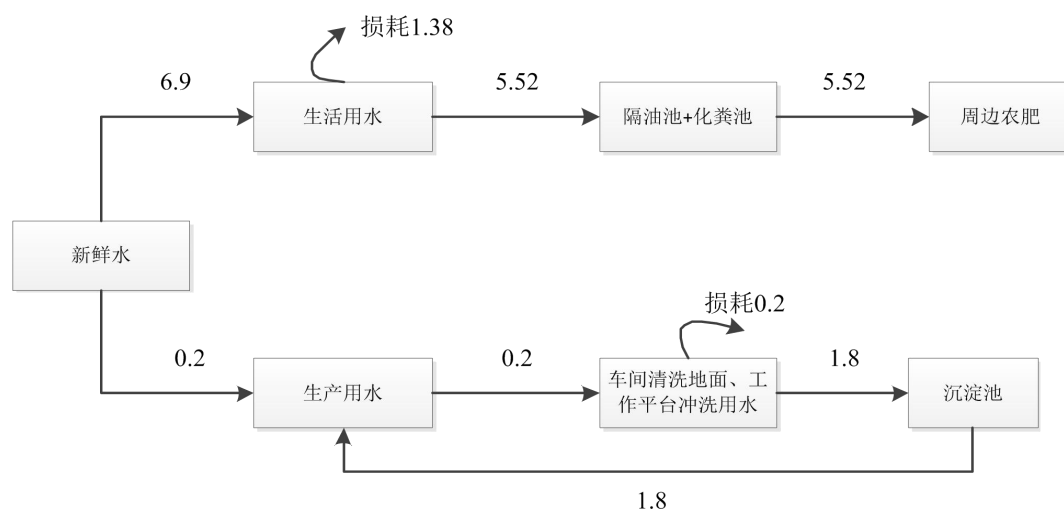 损耗1.38
6.9
5.52
5.52
生活用水
隔油池+化粪池
周边农肥
新鲜水
损耗0.2
0.2
0.2
1.8
生产用水
车间清洗地面、工
作平台冲洗用水
沉淀池
1.8